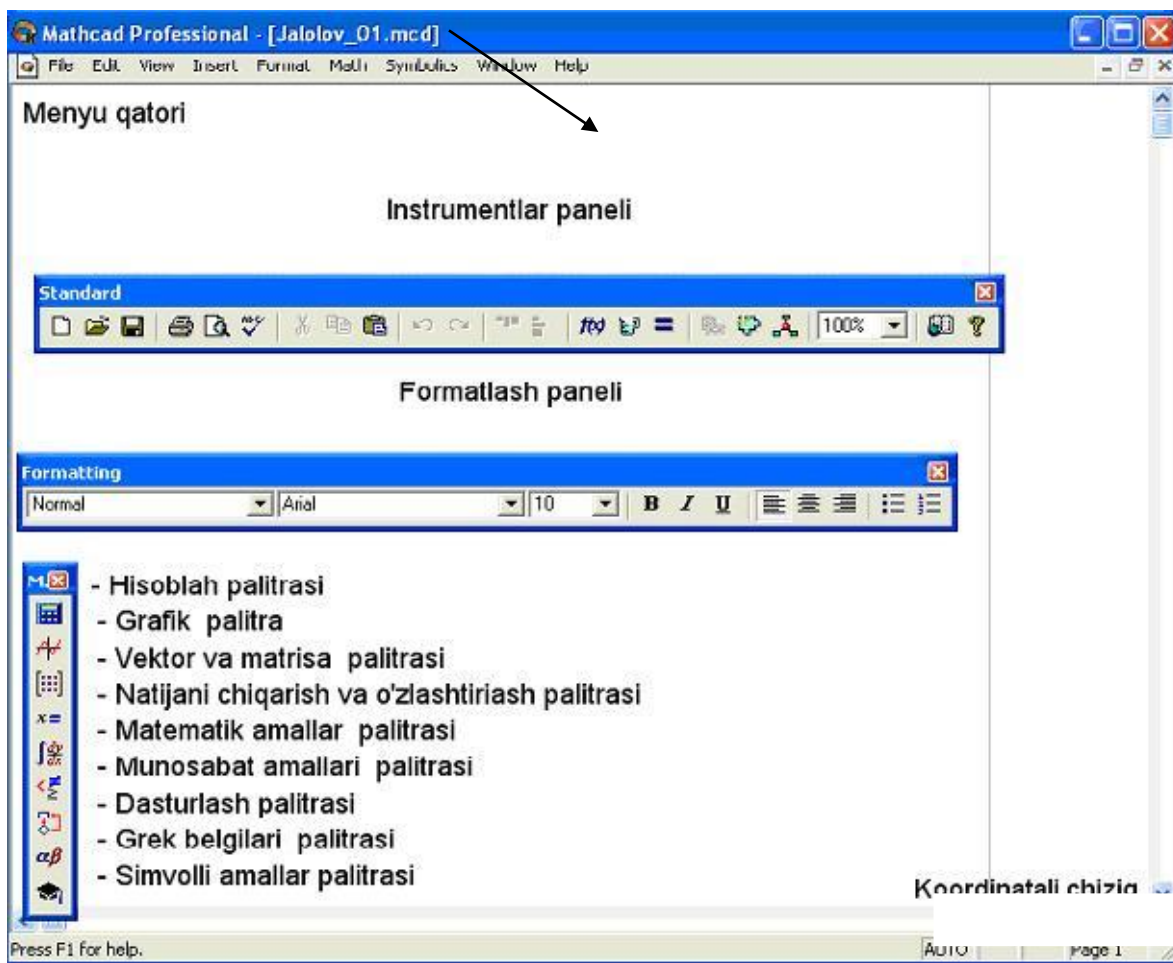 Mathcad Professional - [Jalolov_01.mcd]
File Edit View Insert Format Math Symbolics Window Help
Menyu qatori
Instrumentlar paneli
Standard
100%
Formatlash paneli
Formatting
Normal Arial 10 B I U
M.
- Hisoblah palitrasi
- Grafik palitra
- Vektor va matrisa palitrasi
- Natijani chiqarish va o'zlashtiriash palitrasi
- Matematik amallar palitrasi
- Munosabat amallari palitrasi
- Dasturlash palitrasi
- Grek belgilari palitrasi
- Simvolli amallar palitrasi
Koordinatali chiziq
Press F1 for help. AUTO Page 1